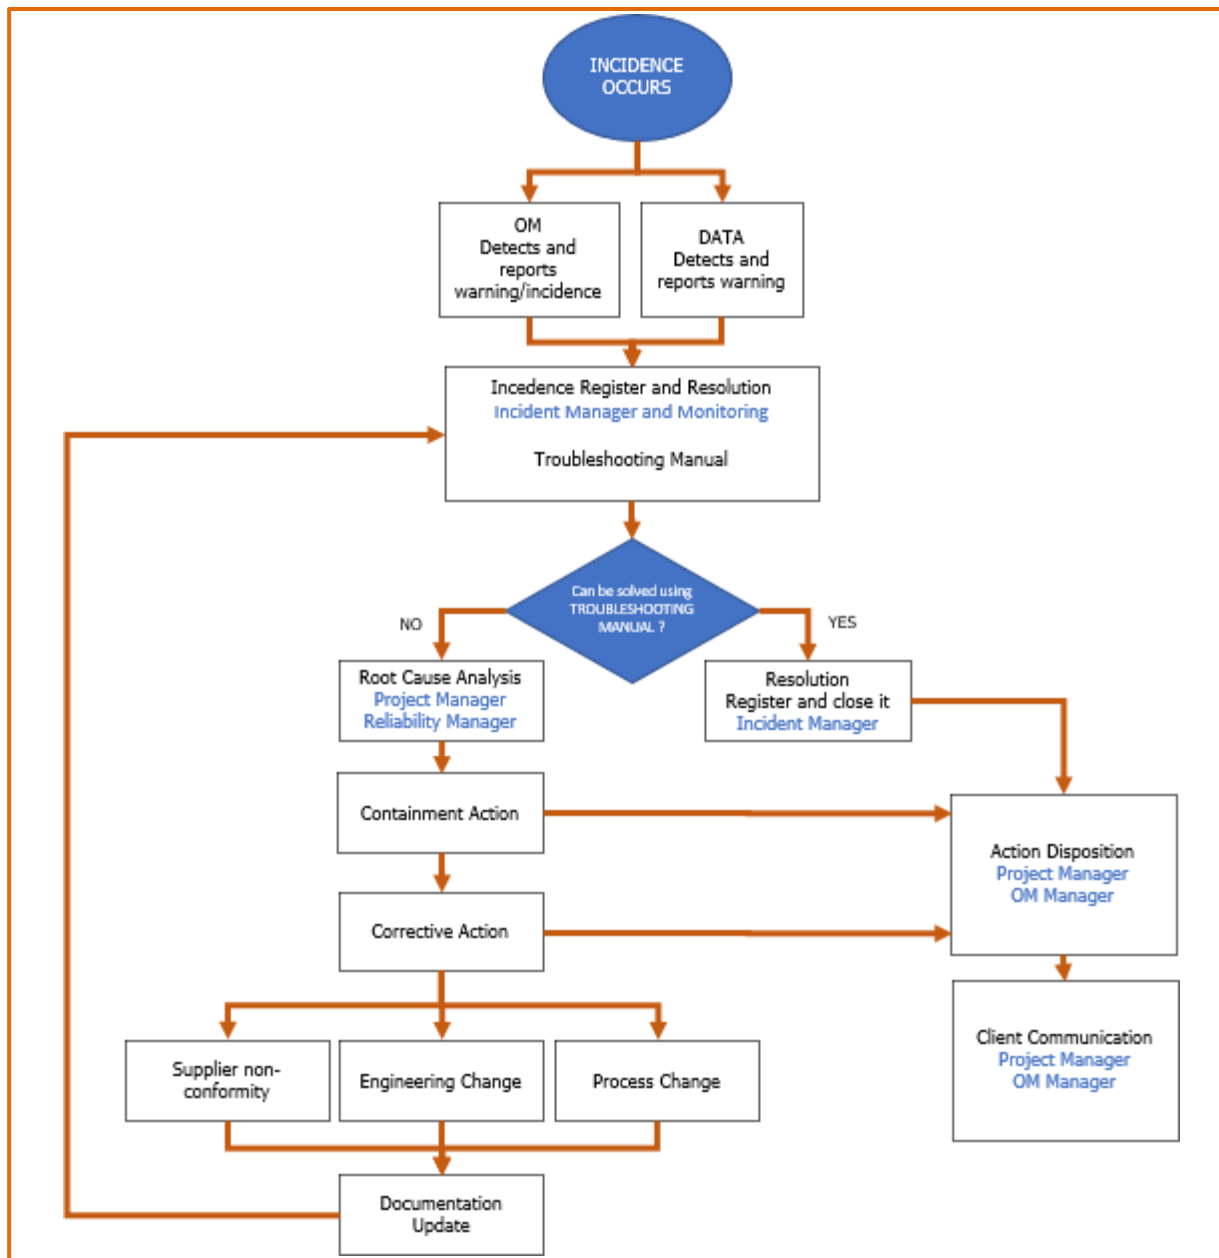 INCIDENCE
OCCURS
OM
Detects and
reports
warning/incidence
DATA
Detects and
reports warning
Incedence Register and Resolution
Incident Manager and Monitoring
Troubleshooting Manual
Can be solved using
TROUBLESHOOTING
MANUAL ?
NO
YES
Root Cause Analysis
Project Manager
Reliability Manager
Resolution
Register and close it
Incident Manager
Containment Action
Action Disposition
Project Manager
OM Manager
Corrective Action
Supplier non-
conformity
Engineering Change
Process Change
Client Communication
Project Manager
OM Manager
Documentation
Update